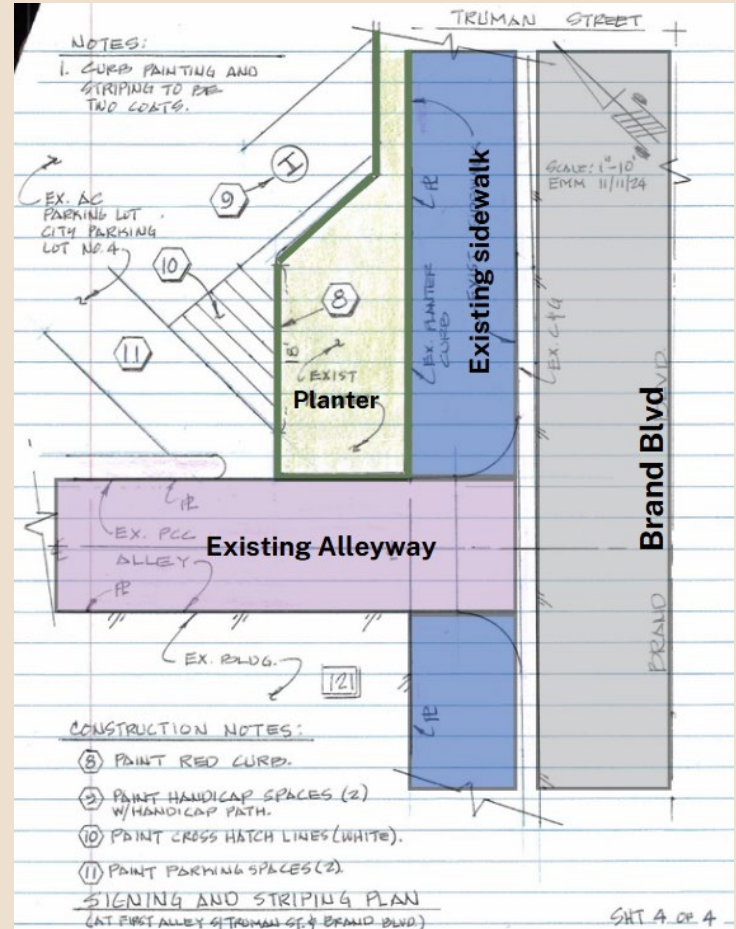 TRUMAN STREET
NOTES:
1. CURB PAINTING AND
STRIPING TO BE
TWO COATS.
SCALE: 1"=10'
EMM 11/11/24
H
9
EX. AC
PARKING LOT
CITY PARKING
LOT NO. 4
10
11
8
18'
EXIST
Planter
PL
EX. PLANTER
CURB
Existing sidewalk
EX. C&G
Brand Blvd
BRAND
PL
EX. PCC
ALLEY
Existing Alleyway
PL
EX. BLDG.
121
PL
CONSTRUCTION NOTES:
8 PAINT RED CURB.
9 PAINT HANDICAP SPACES (2)
W/HANDICAP PATH.
10 PAINT CROSS HATCH LINES (WHITE).
11 PAINT PARKING SPACES (2).
SIGNING AND STRIPING PLAN
(AT FIRST ALLEY S/TRUMAN ST. & BRAND BLVD.)
SHT 4 OF 4